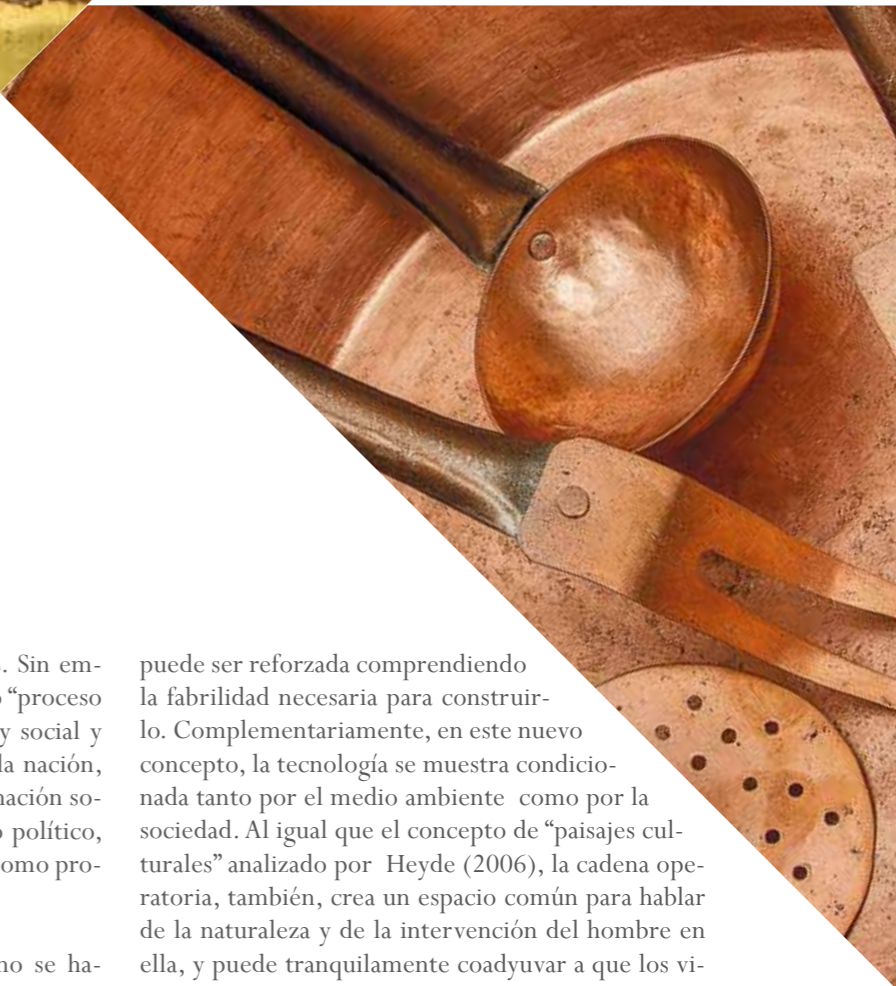 . Sin em-
“proceso
y social y
la nación,
mación so-
político,
como pro-
no se ha-
puede ser reforzada comprendiendo
la fabrilidad necesaria para construir-
lo. Complementariamente, en este nuevo
concepto, la tecnología se muestra condicio-
nada tanto por el medio ambiente como por la
sociedad. Al igual que el concepto de “paisajes cul-
turales” analizado por Heyde (2006), la cadena ope-
ratoria, también, crea un espacio común para hablar
de la naturaleza y de la intervención del hombre en
ella, y puede tranquilamente coadyuvar a que los vi-